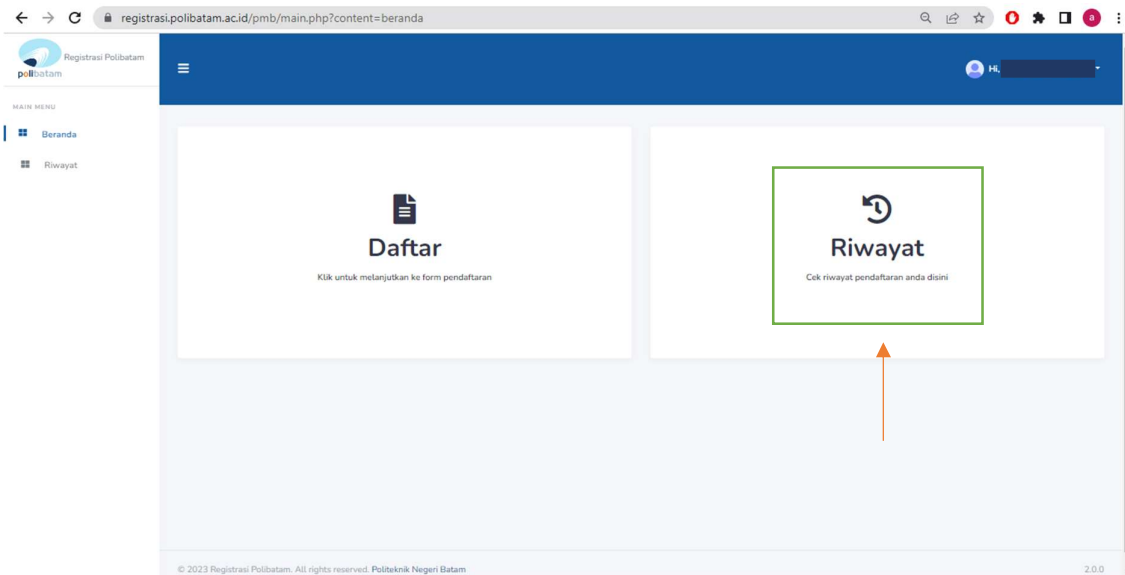 registrasi.polibatam.ac.id/pmb/main.php?content=beranda
a
polibatam
Registrasi Polibatam
Hi,
MAIN MENU
Beranda
Riwayat
Daftar
Klik untuk melanjutkan ke form pendaftaran
Riwayat
Cek riwayat pendaftaran anda disini
© 2023 Registrasi Polibatam. All rights reserved. Politeknik Negeri Batam
2.0.0